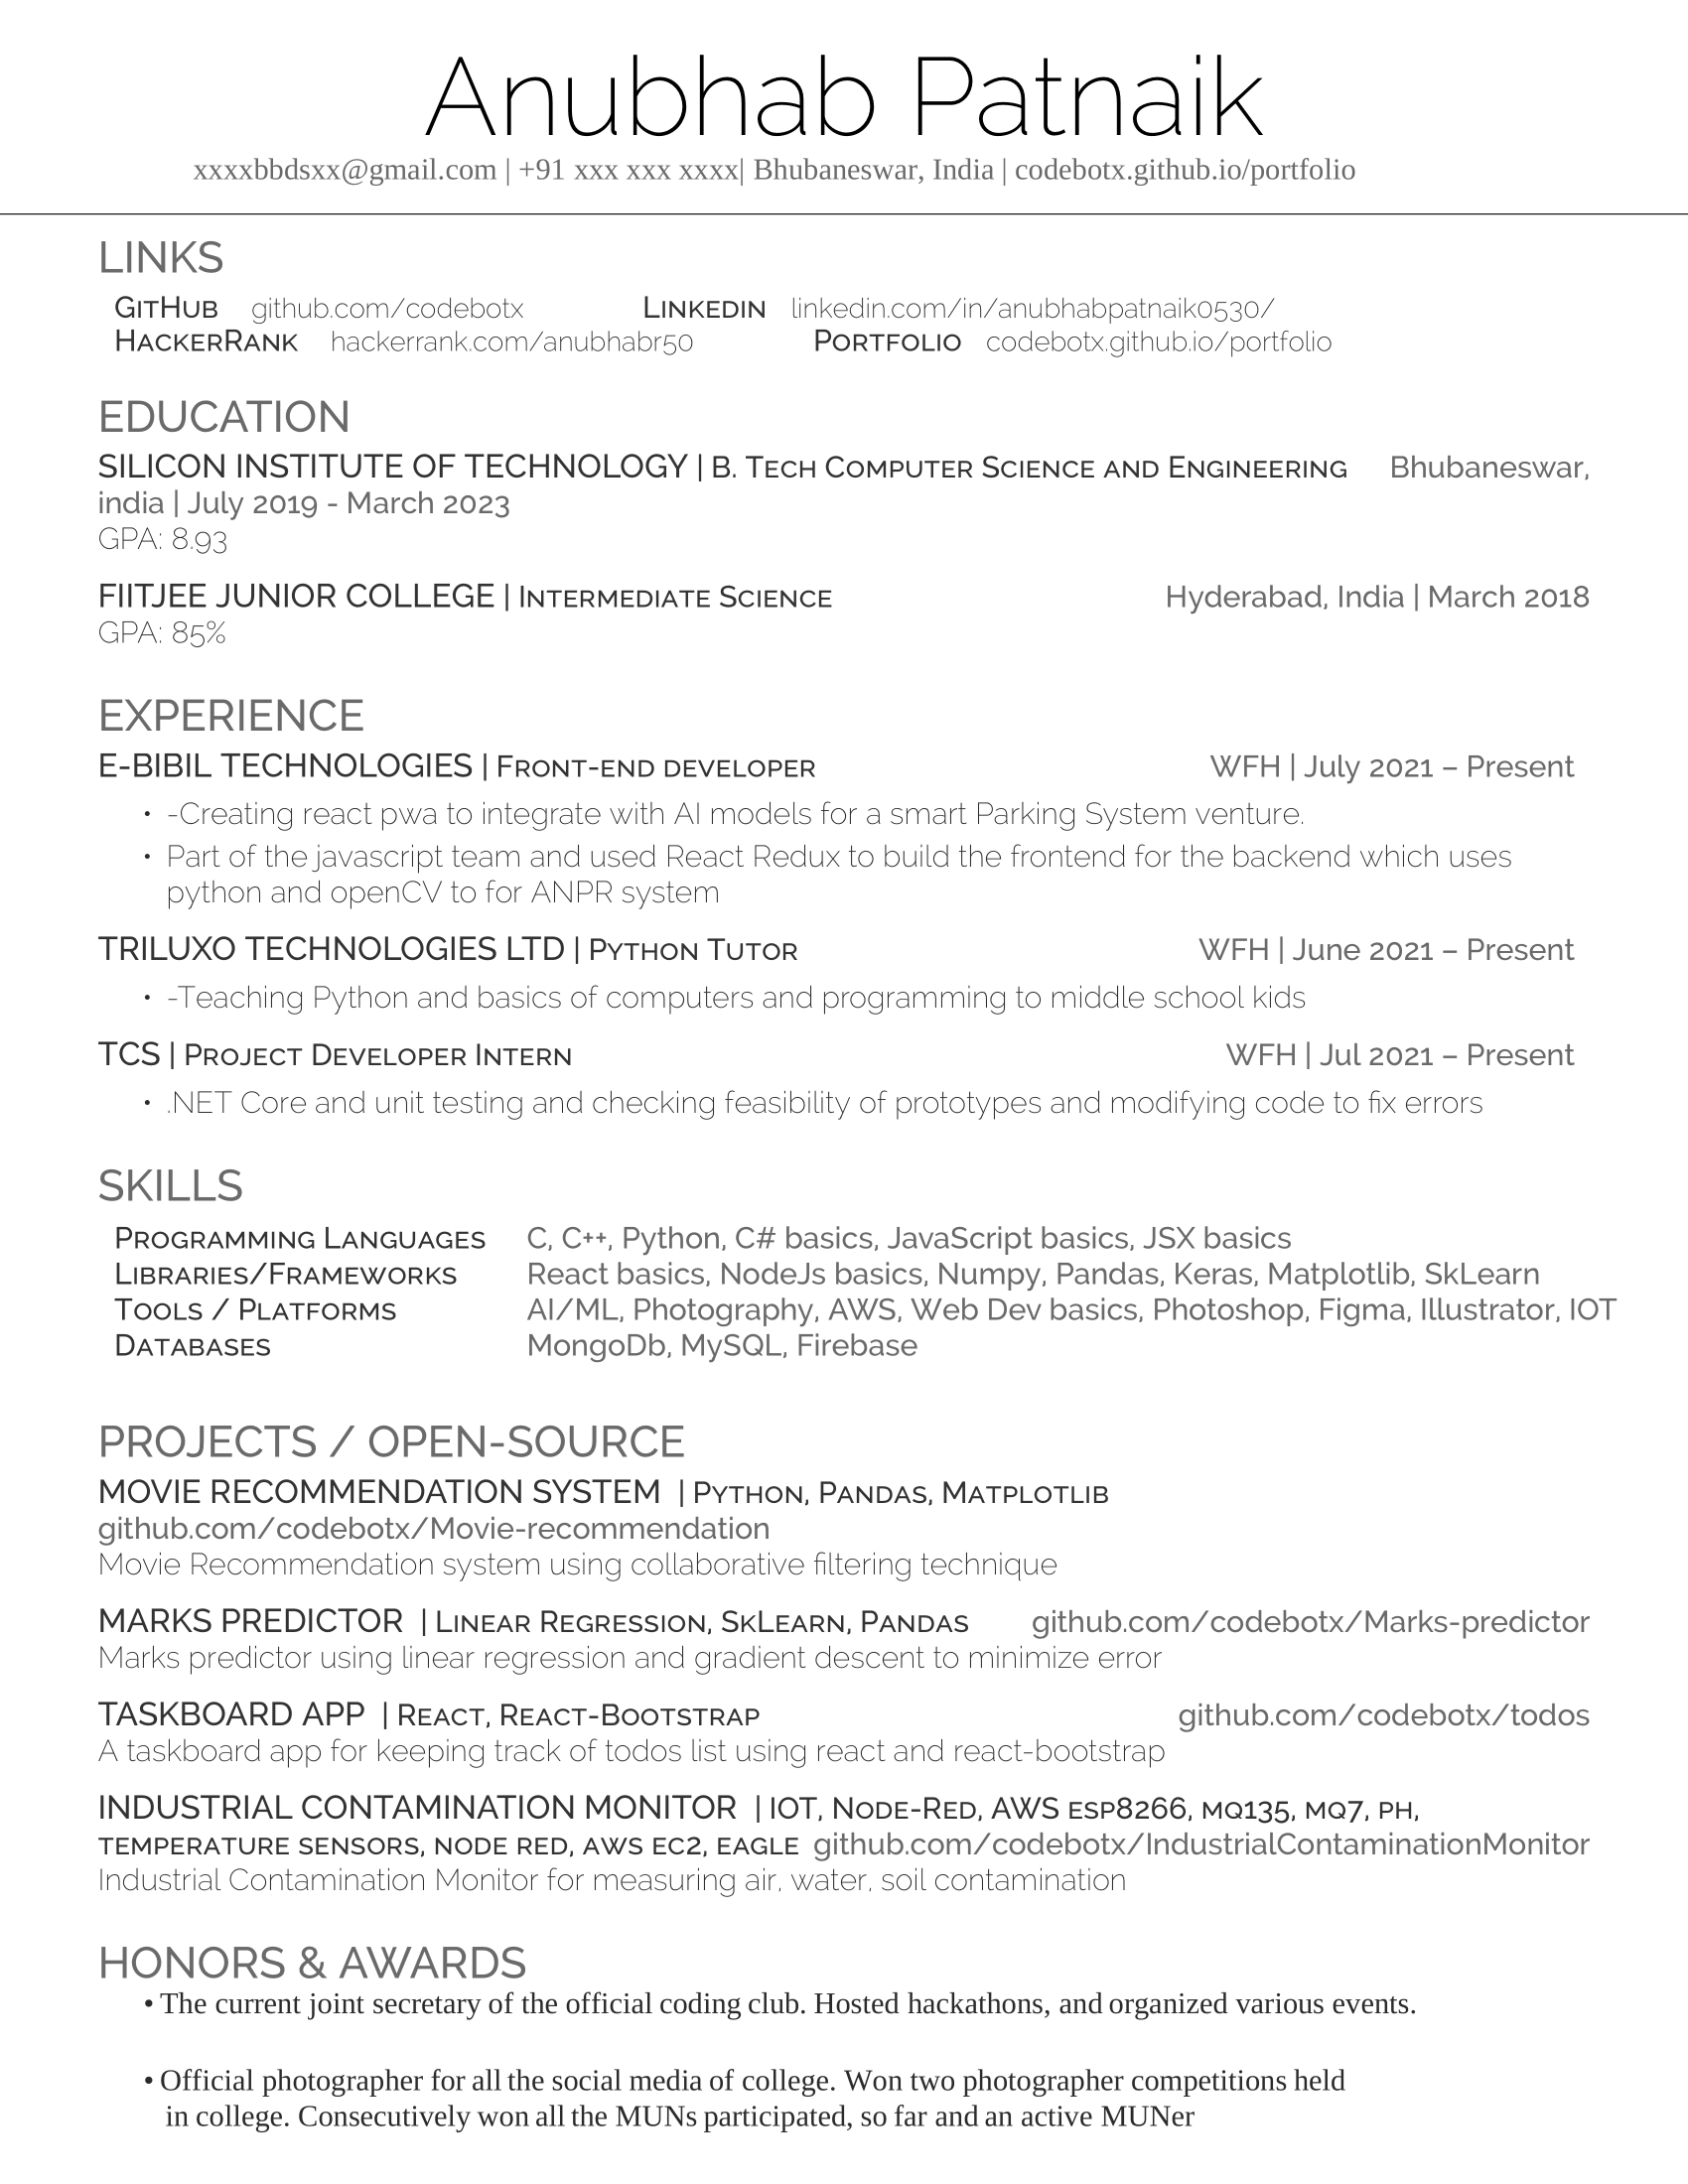 Anubhab Patnaik
xxxxbbdsxx@gmail.com | +91 xxx xxx xxxx| Bhubaneswar, India | codebotx.github.io/portfolio
LINKS
GitHub github.com/codebotx LinkedIn linkedin.com/in/anubhabpatnaik0530/
HackerRank hackerrank.com/anubhabr50 Portfolio codebotx.github.io/portfolio
EDUCATION
SILICON INSTITUTE OF TECHNOLOGY | B. Tech Computer Science and Engineering Bhubaneswar,
india | July 2019 - March 2023
GPA: 8.93
FIITJEE JUNIOR COLLEGE | Intermediate Science Hyderabad, India | March 2018
GPA: 85%
EXPERIENCE
E-BIBIL TECHNOLOGIES | Front-end developer WFH | July 2021 – Present
• -Creating react pwa to integrate with AI models for a smart Parking System venture.
• Part of the javascript team and used React Redux to build the frontend for the backend which uses
python and openCV to for ANPR system
TRILUXO TECHNOLOGIES LTD | Python Tutor WFH | June 2021 – Present
• -Teaching Python and basics of computers and programming to middle school kids
TCS | Project Developer Intern WFH | Jul 2021 – Present
• .NET Core and unit testing and checking feasibility of prototypes and modifying code to fix errors
SKILLS
Programming Languages C, C++, Python, C# basics, JavaScript basics, JSX basics
Libraries/Frameworks React basics, NodeJs basics, Numpy, Pandas, Keras, Matplotlib, SkLearn
Tools / Platforms AI/ML, Photography, AWS, Web Dev basics, Photoshop, Figma, Illustrator, IOT
Databases MongoDb, MySQL, Firebase
PROJECTS / OPEN-SOURCE
MOVIE RECOMMENDATION SYSTEM | Python, Pandas, Matplotlib
github.com/codebotx/Movie-recommendation
Movie Recommendation system using collaborative filtering technique
MARKS PREDICTOR | Linear Regression, SkLearn, Pandas github.com/codebotx/Marks-predictor
Marks predictor using linear regression and gradient descent to minimize error
TASKBOARD APP | React, React-Bootstrap github.com/codebotx/todos
A taskboard app for keeping track of todos list using react and react-bootstrap
INDUSTRIAL CONTAMINATION MONITOR | IOT, Node-Red, AWS esp8266, mq135, mq7, ph,
temperature sensors, node red, aws ec2, eagle github.com/codebotx/IndustrialContaminationMonitor
Industrial Contamination Monitor for measuring air, water, soil contamination
HONORS & AWARDS
• The current joint secretary of the official coding club. Hosted hackathons, and organized various events.
• Official photographer for all the social media of college. Won two photographer competitions held
in college. Consecutively won all the MUNs participated, so far and an active MUNer